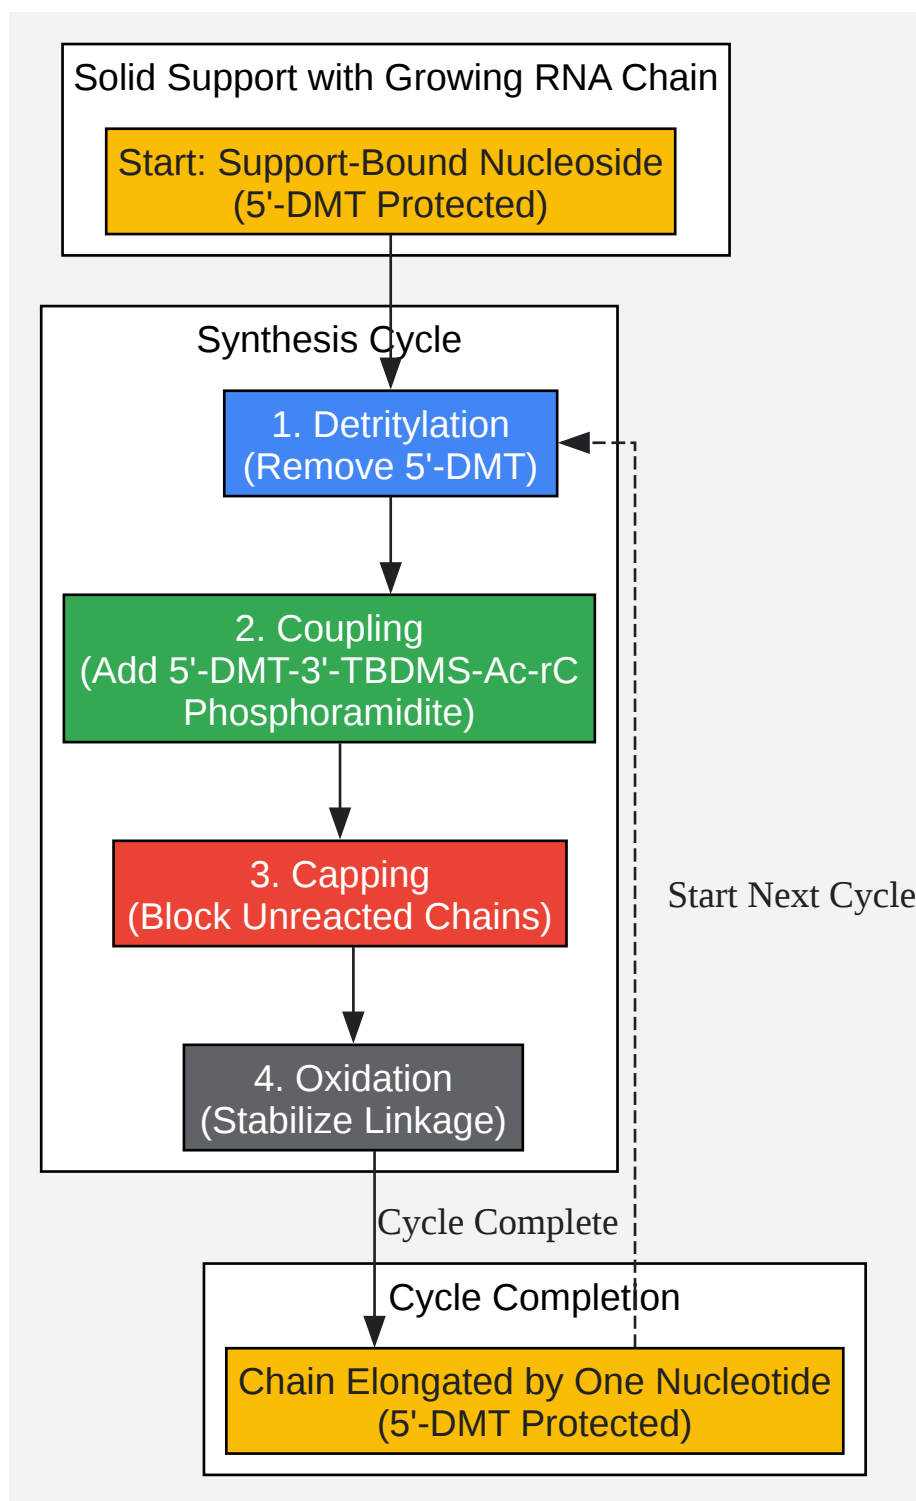 Solid Support with Growing RNA Chain
Start: Support-Bound Nucleoside
(5'-DMT Protected)
Synthesis Cycle
1. Detritylation
(Remove 5'-DMT)
2. Coupling
(Add 5'-DMT-3'-TBDMS-Ac-rC
Phosphoramidite)
3. Capping
(Block Unreacted Chains)
Start Next Cycle
4. Oxidation
(Stabilize Linkage)
Cycle Complete
Cycle Completion
Chain Elongated by One Nucleotide
(5'-DMT Protected)